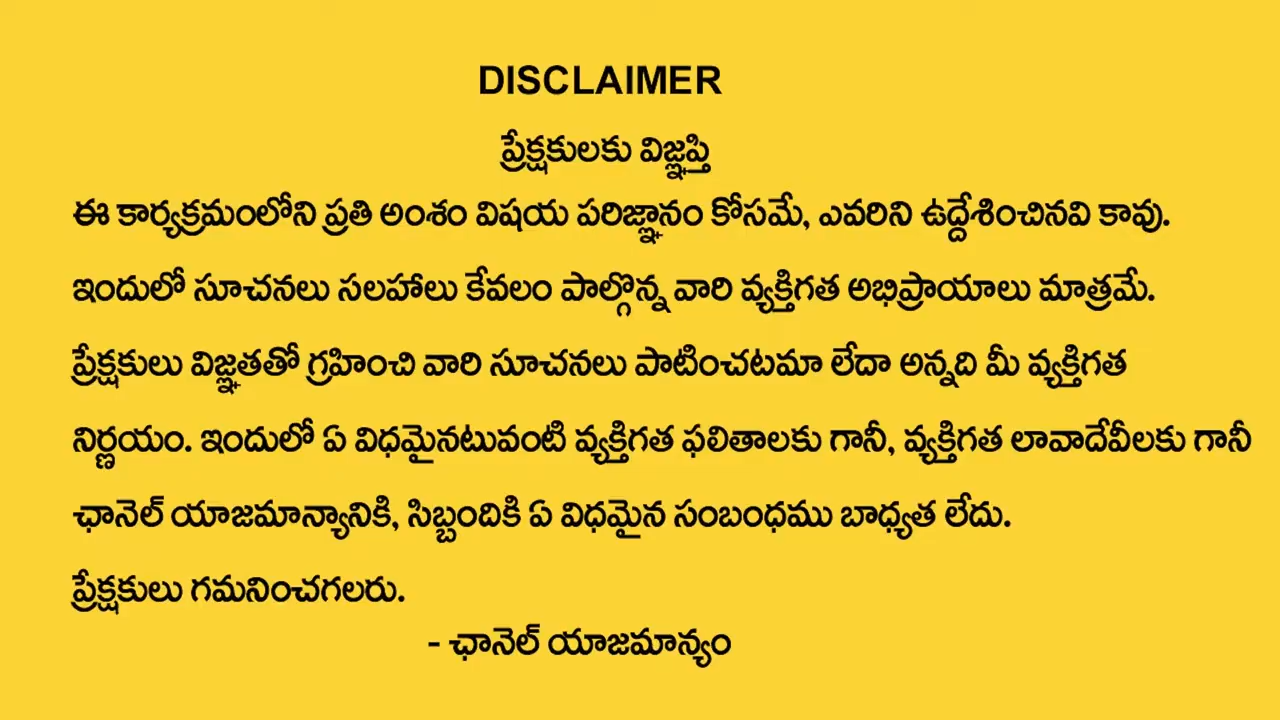 DISCLAIMER
ప్రేక్షకులకు విజ్ఞప్తి
ఈ కార్యక్రమంలోని ప్రతి అంశం విషయ పరిజ్ఞానం కోసమే, ఎవరిని ఉద్దేశించినవి కావు.
ఇందులో సూచనలు సలహాలు కేవలం పాల్గొన్న వారి వ్యక్తిగత అభిప్రాయాలు మాత్రమే.
ప్రేక్షకులు విజ్ఞతతో గ్రహించి వారి సూచనలు పాటించటమా లేదా అన్నది మీ వ్యక్తిగత
నిర్ణయం. ఇందులో ఏ విధమైనటువంటి వ్యక్తిగత ఫలితాలకు గానీ, వ్యక్తిగత లావాదేవీలకు గానీ
ఛానెల్ యాజమాన్యానికి, సిబ్బందికి ఏ విధమైన సంబంధము బాధ్యత లేదు.
ప్రేక్షకులు గమనించగలరు.
- ఛానెల్ యాజమాన్యం